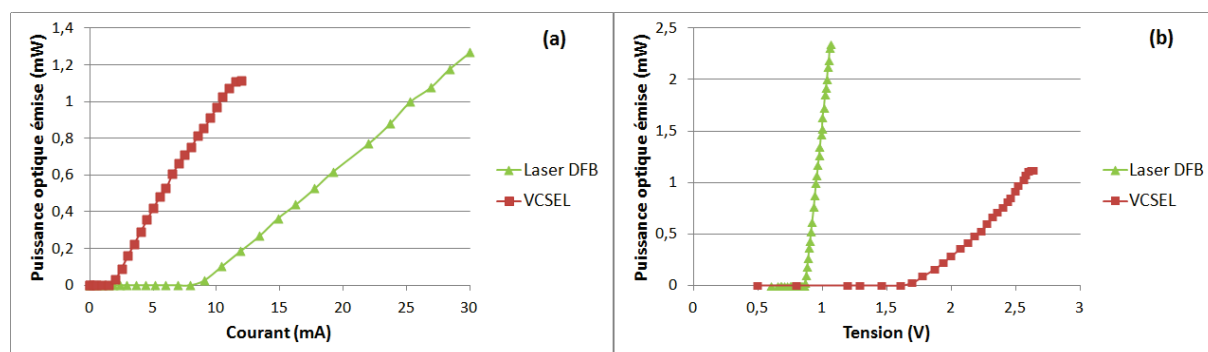 (a)
Puissance optique émise (mW)
1,4
1,2
1
0,8
0,6
0,4
0,2
0
0
5
10
15
20
25
30
Courant (mA)
Laser DFB
VCSEL
(b)
Puissance optique émise (mW)
2,5
2
1,5
1
0,5
0
0
0,5
1
1,5
2
2,5
3
Tension (V)
Laser DFB
VCSEL